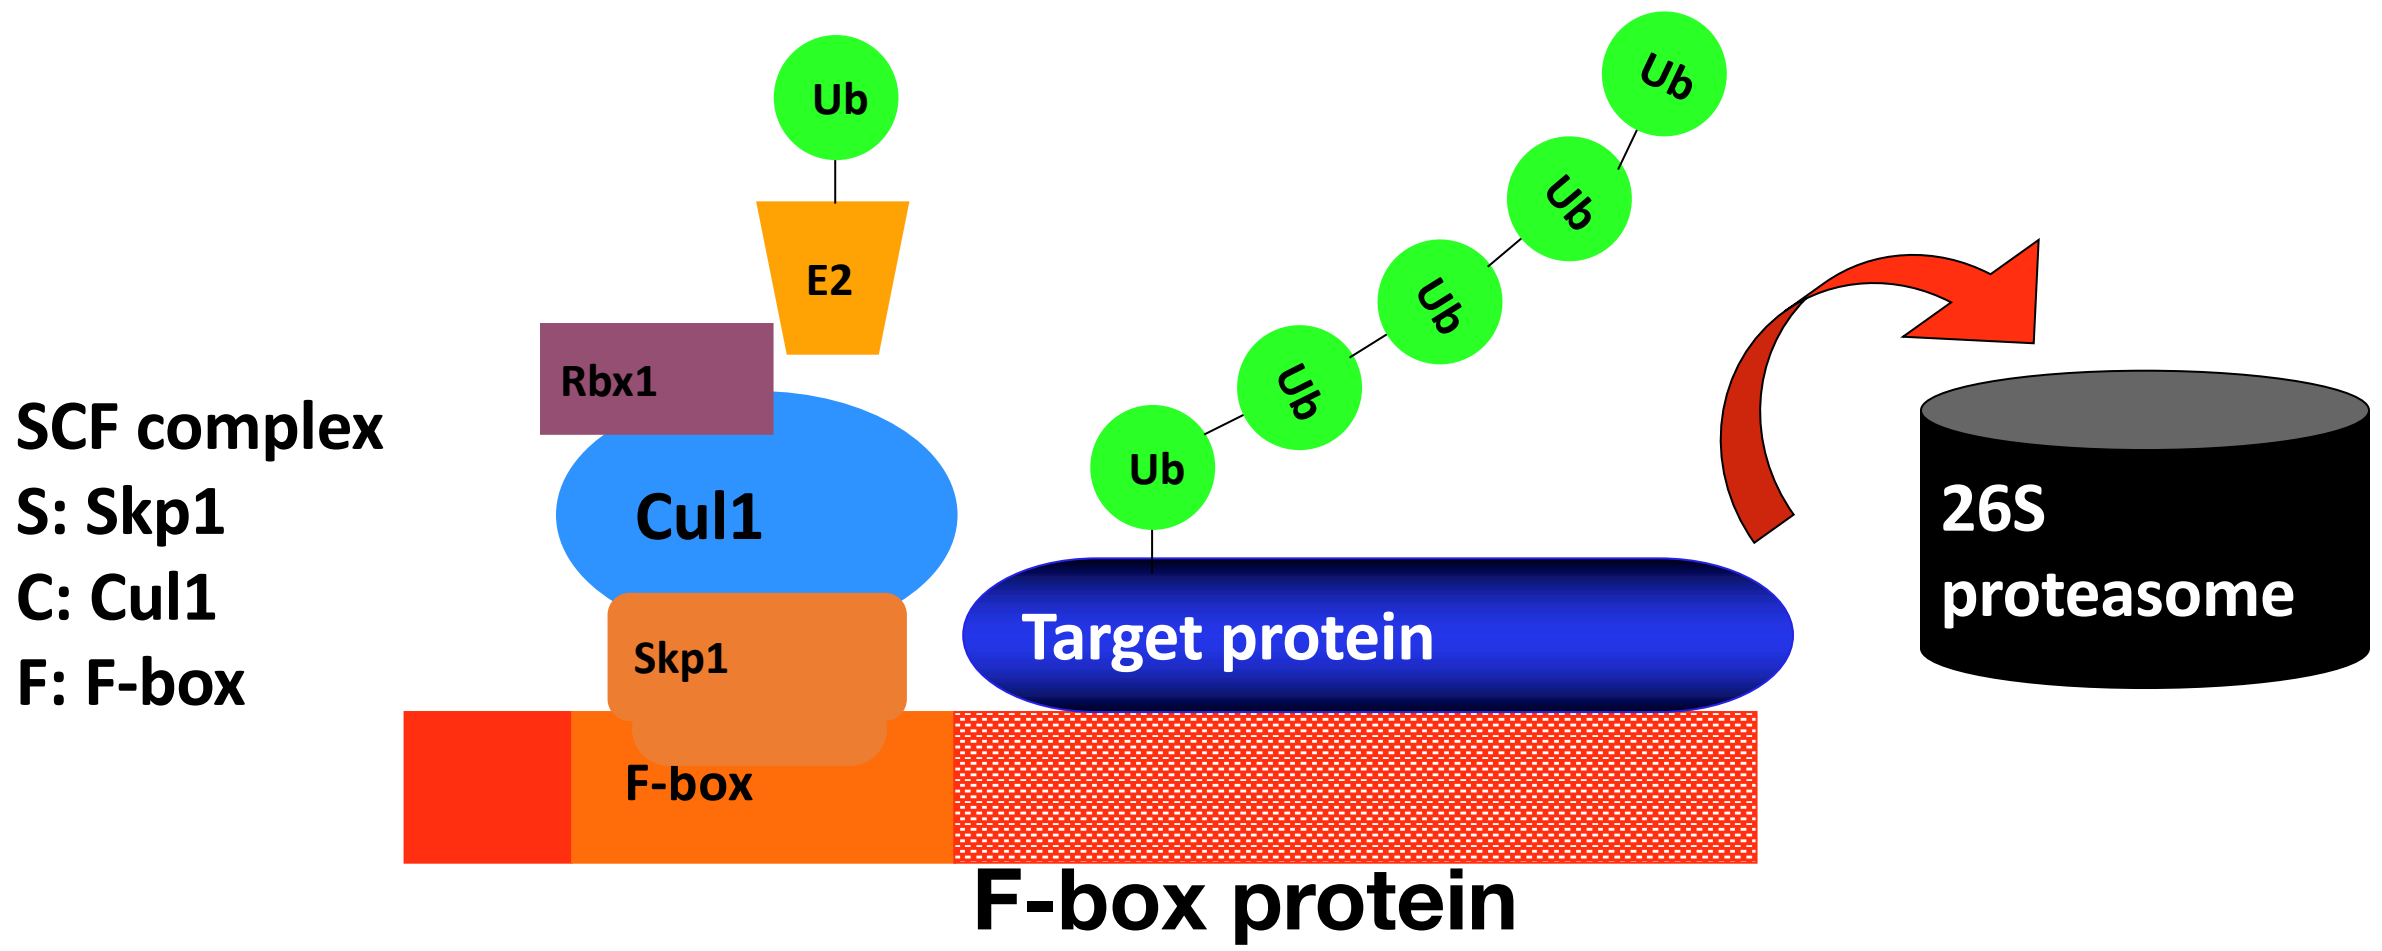 SCF complex
S: Skp1
C: Cul1
F: F-box
Ub
E2
Rbx1
Cul1
Skp1
F-box
Ub
Ub
Ub
Ub
Ub
Target protein
26S
proteasome
F-box protein